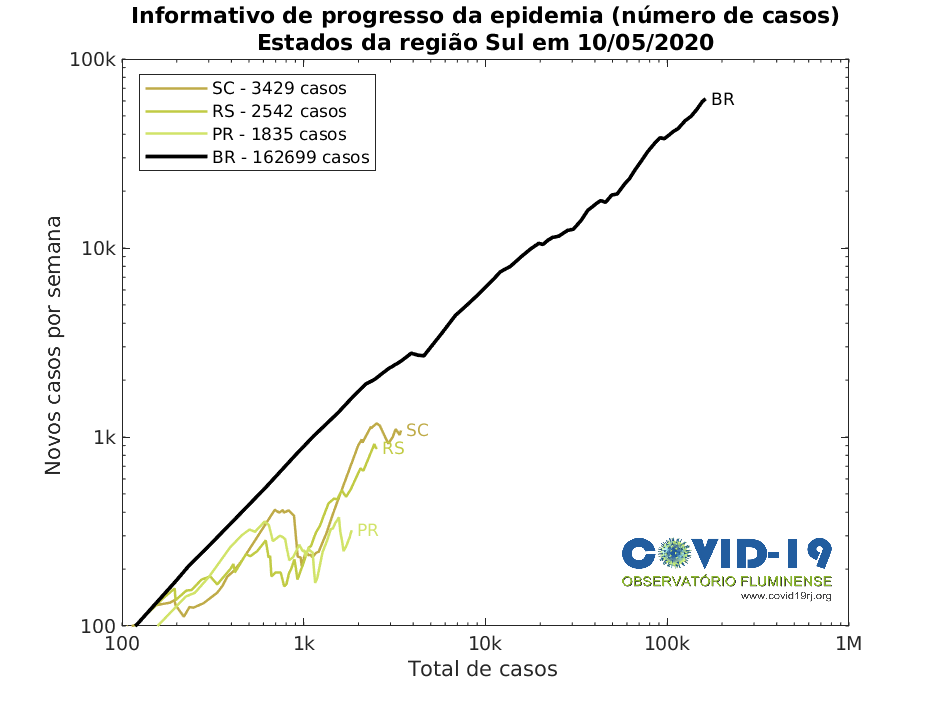 Informativo de progresso da epidemia (número de casos)
Estados da região Sul em 10/05/2020
100k
SC - 3429 casos
RS - 2542 casos
PR - 1835 casos
BR - 162699 casos
BR
10k
Novos casos por semana
1k
SC
RS
PR
COVID-19
OBSERVATÓRIO FLUMINENSE
www.covid19rj.org
100
100
1k
10k
100k
1M
Total de casos